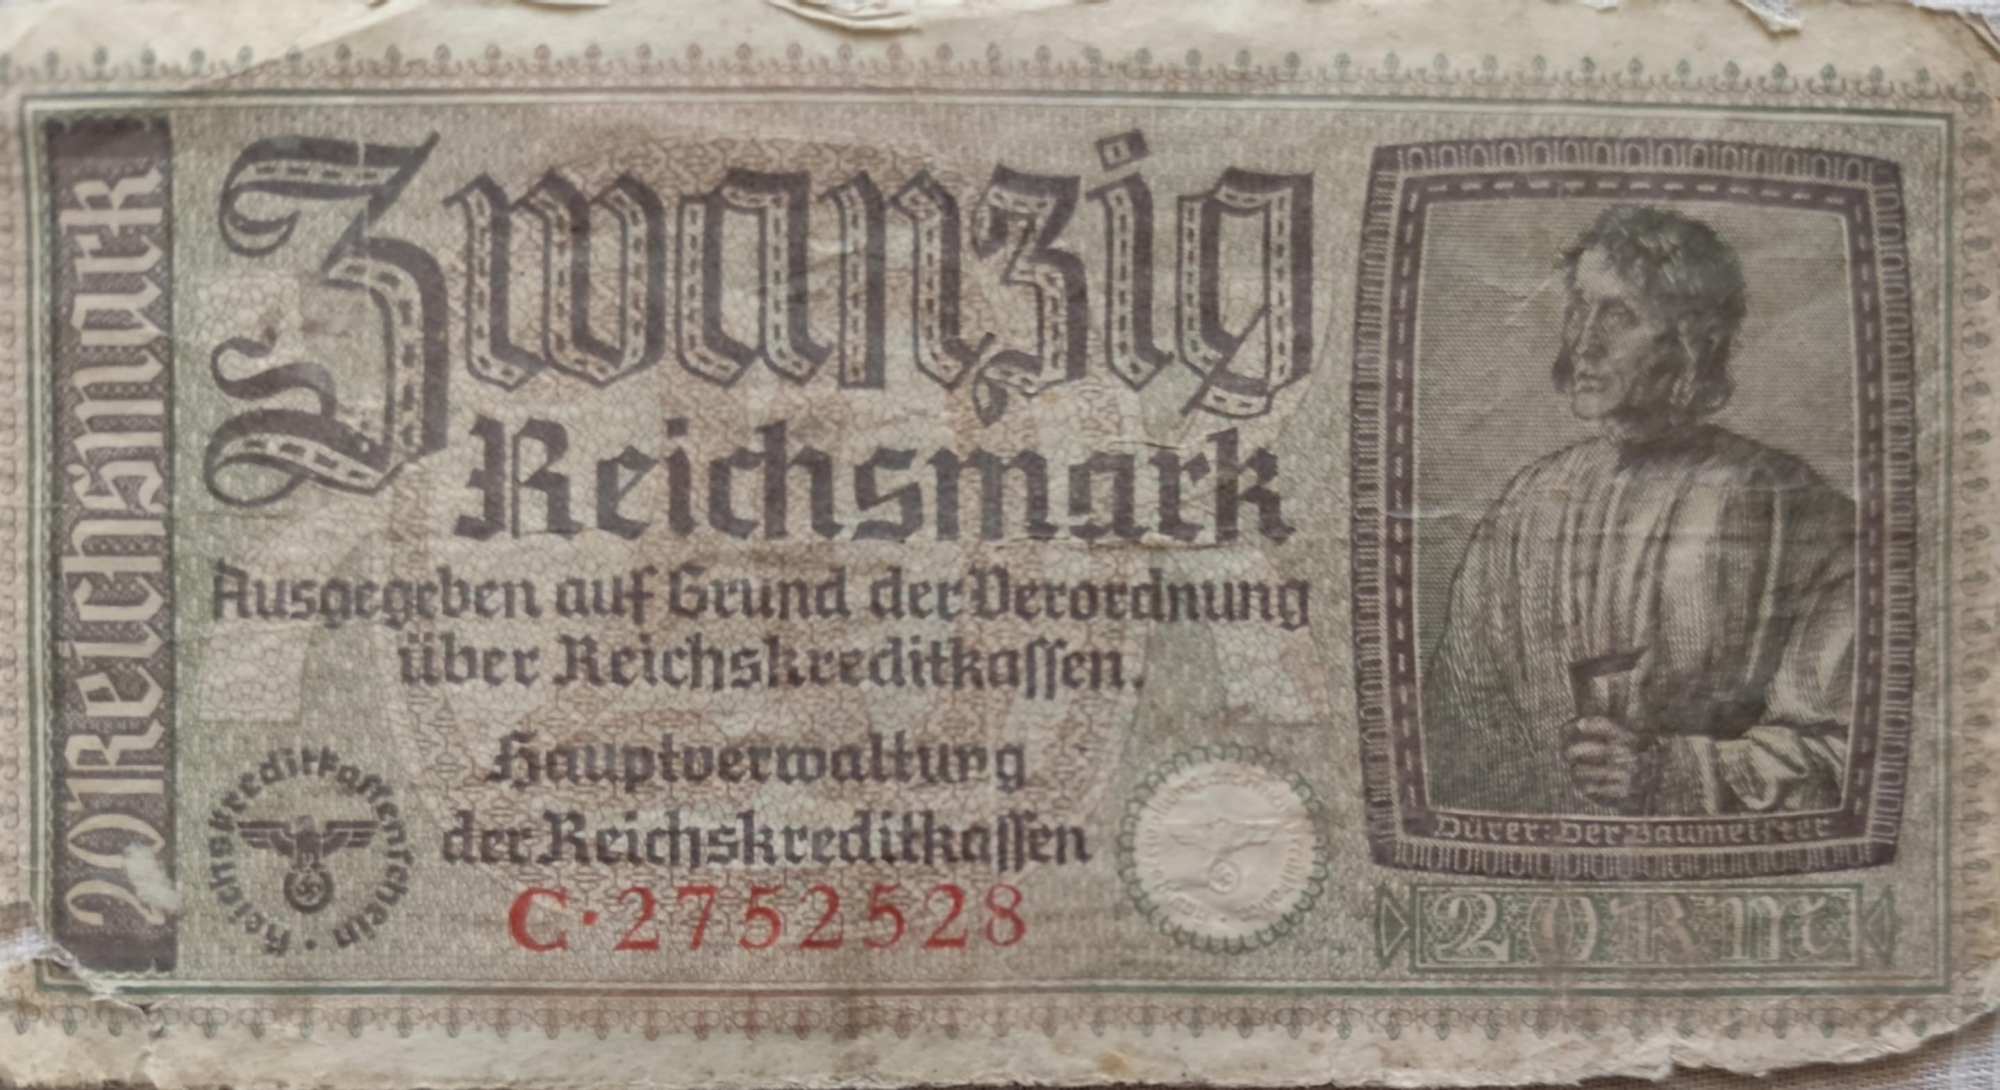 20 Reichsmark
Zwanzig
Reichsmark
Ausgegeben auf Grund der Verordnung
über Reichskreditkassen.
Hauptverwaltung
der Reichskreditkassen
C·2752528
Reichskreditkassenschein
Dürer: Der Baumeister
20 RM